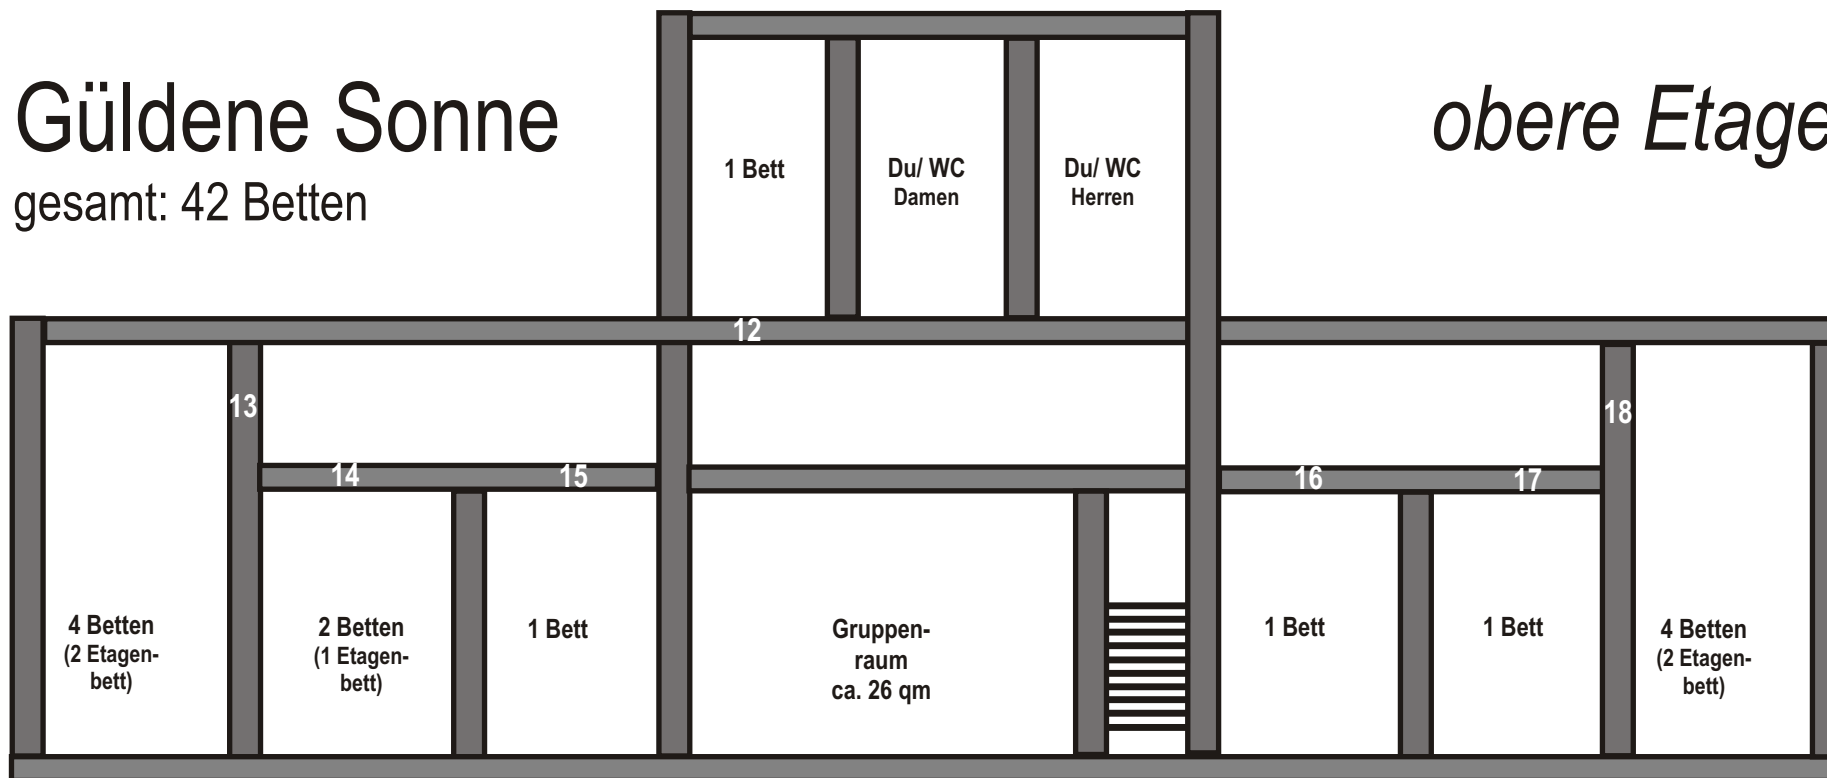 Güldene Sonne
gesamt: 42 Betten
obere Etage
1 Bett
Du/ WC
Damen
Du/ WC
Herren
12
13
14
15
16
17
18
4 Betten
(2 Etagen-
bett)
2 Betten
(1 Etagen-
bett)
1 Bett
Gruppen-
raum
ca. 26 qm
1 Bett
1 Bett
4 Betten
(2 Etagen-
bett)